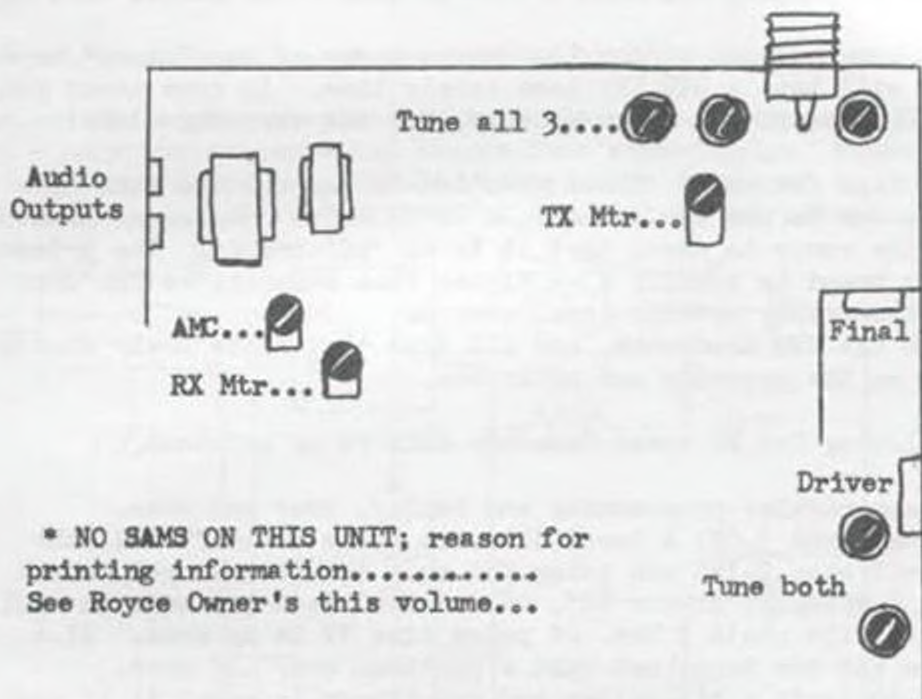 Tune all 3....
Audio
Outputs
TX Mtr...
AMC...
Final
RX Mtr...
Driver
* NO SAMS ON THIS UNIT; reason for
printing information............
See Royce Owner's this volume...
Tune both